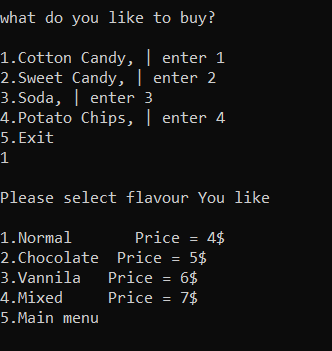 what do you like to buy?
1.Cotton Candy, | enter 1
2.Sweet Candy, | enter 2
3.Soda, | enter 3
4.Potato Chips, | enter 4
5.Exit
1
Please select flavour You like
1.Normal       Price = 4$
2.Chocolate  Price = 5$
3.Vannila   Price = 6$
4.Mixed     Price = 7$
5.Main menu